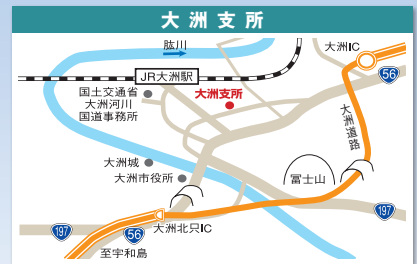 大洲支所
肱川
大洲IC
56
JR大洲駅
国土交通省
大洲河川
国道事務所
大洲支所
大洲道路
大洲城
大洲市役所
冨士山
197
197
大洲北只IC
56
至宇和島